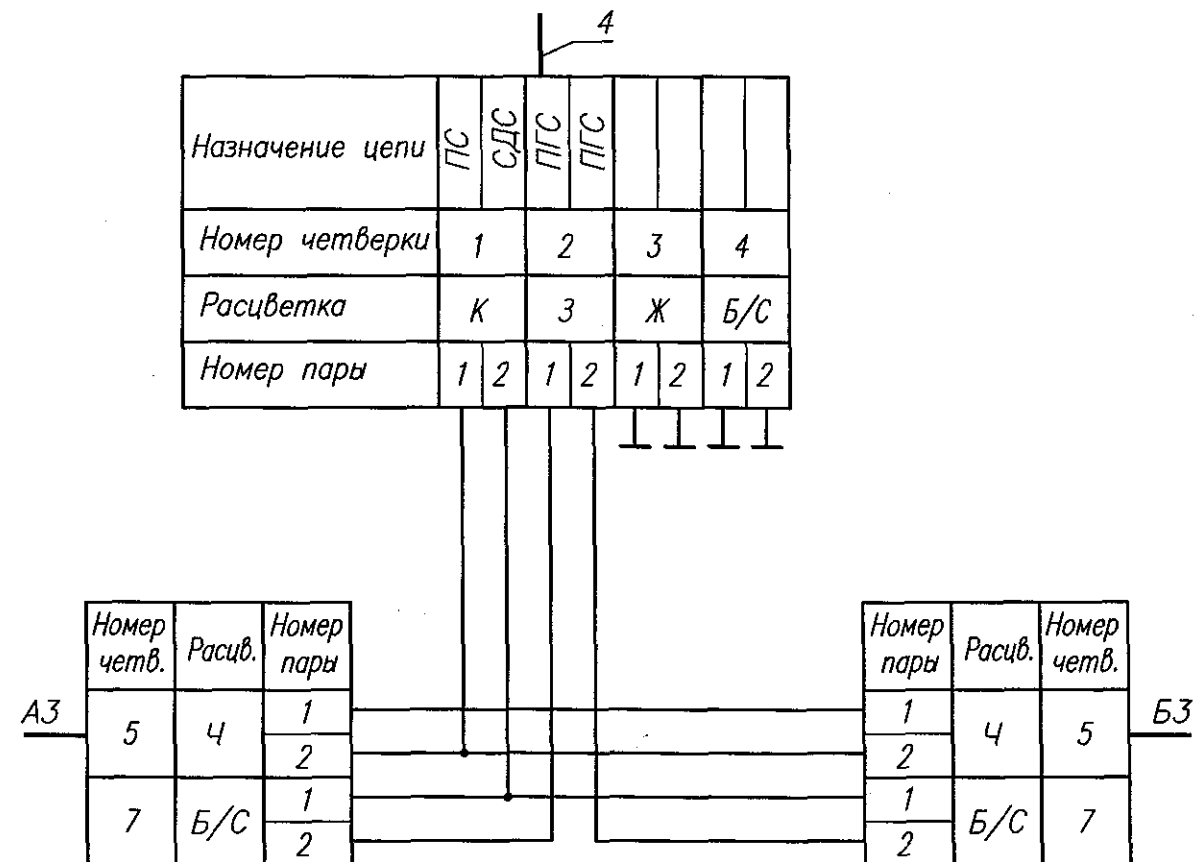 4
Назначение цепи ПС СДС ПГС ПГС
Номер четверки 1 2 3 4
Расцветка К З Ж Б/С
Номер пары 1 2 1 2 1 2 1 2
Номер четв. Расцв. Номер пары
А3
5 Ч 1
2
7 Б/С 1
2
Номер пары Расцв. Номер четв.
1 Ч 5
2
Б3
1 Б/С 7
2